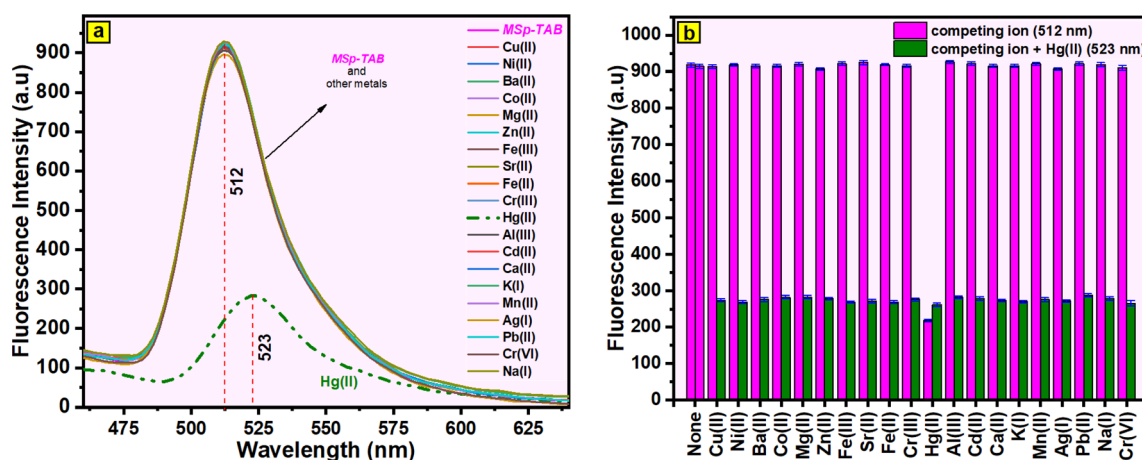 a
900
800
700
600
500
400
300
200
100
0
Fluorescence Intensity (a.u)
475
500
525
550
575
600
625
Wavelength (nm)
512
523
Hg(II)
MSp-TAB
and
other metals
MSp-TAB
Cu(II)
Ni(II)
Ba(II)
Co(II)
Mg(II)
Zn(II)
Fe(III)
Sr(II)
Fe(II)
Cr(III)
Hg(II)
Al(III)
Cd(II)
Ca(II)
K(I)
Mn(II)
Ag(I)
Pb(II)
Cr(VI)
Na(I)
b
competing ion (512 nm)
competing ion + Hg(II) (523 nm)
1000
900
800
700
600
500
400
300
200
100
0
Fluorescence Intensity (a.u)
None
Cu(II)
Ni(II)
Ba(II)
Co(II)
Mg(II)
Zn(II)
Fe(III)
Sr(II)
Fe(II)
Cr(III)
Hg(II)
Al(III)
Cd(II)
Ca(II)
K(I)
Mn(II)
Ag(I)
Pb(II)
Na(I)
Cr(VI)